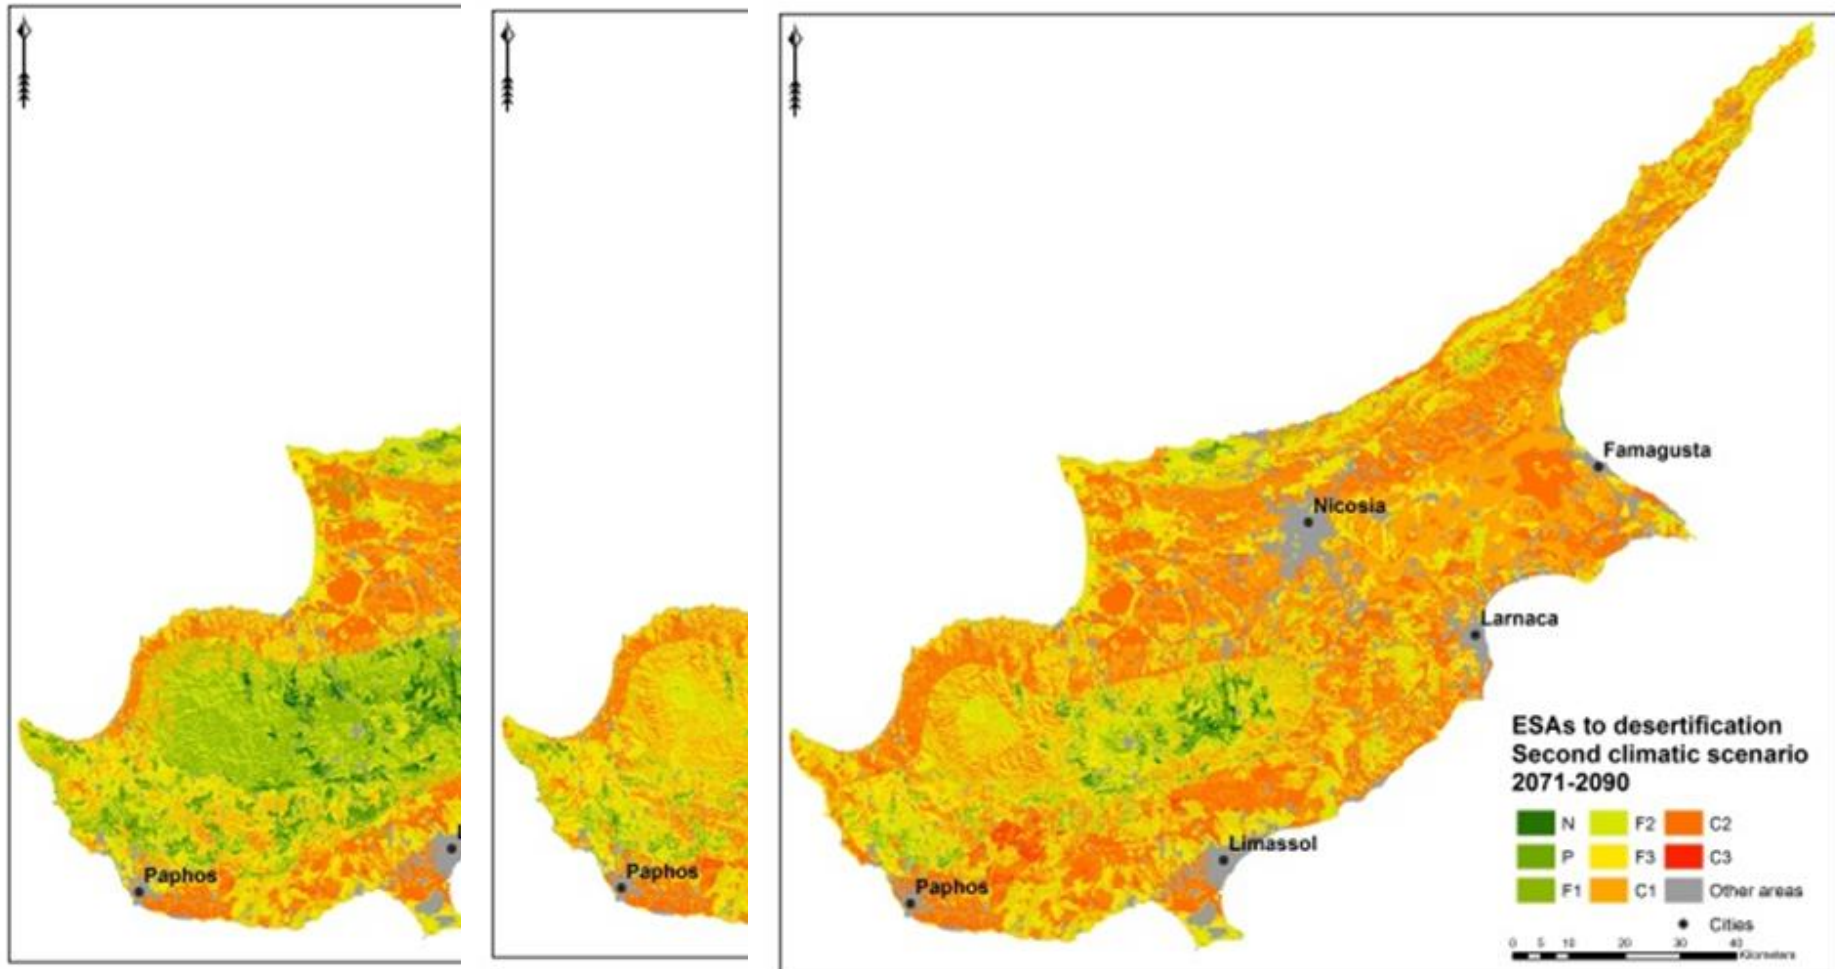 Famagusta
Nicosia
Larnaca
ESAs to desertification
Second climatic scenario
2071-2090
N F2 C2
P F3 C3
F1 C1 Other areas
Cities
0 5 10 20 30 40
Kilometers
Limassol
Paphos
Paphos
Paphos